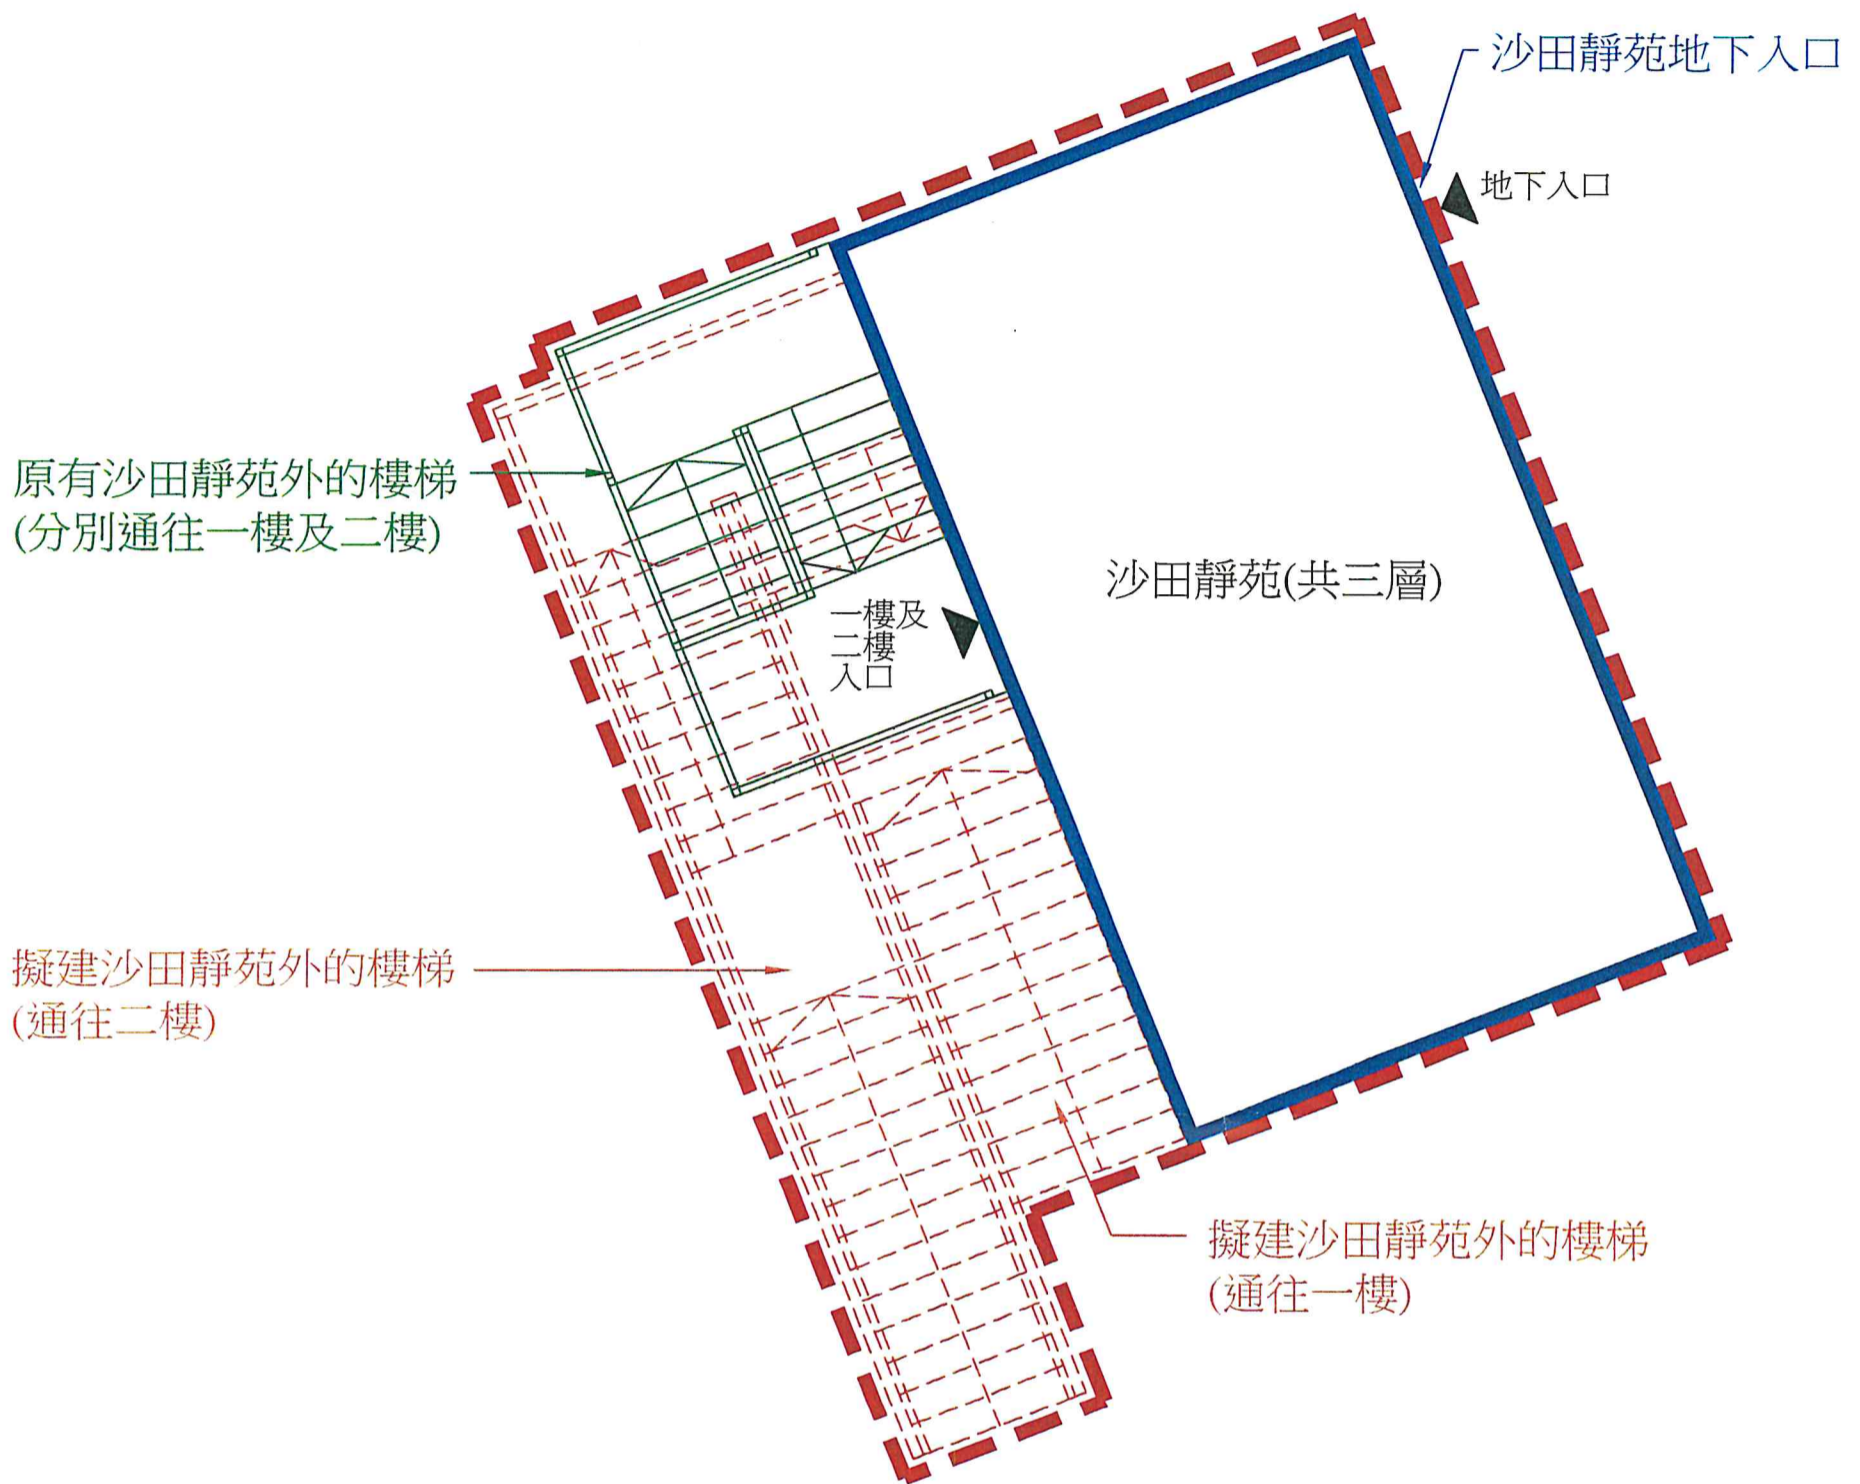 沙田靜苑地下入口
地下入口
原有沙田靜苑外的樓梯
(分別通往一樓及二樓)
沙田靜苑(共三層)
一樓及
二樓
入口
擬建沙田靜苑外的樓梯
(通往二樓)
擬建沙田靜苑外的樓梯
(通往一樓)